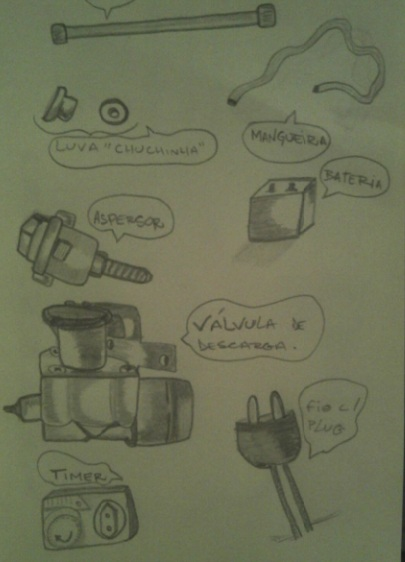 LUVA "CHUCHINHA"
MANGUEIRA
BATERIA
ASPERSOR
VÁLVULA DE
DESCARGA.
FIO C/
PLUG
TIMER